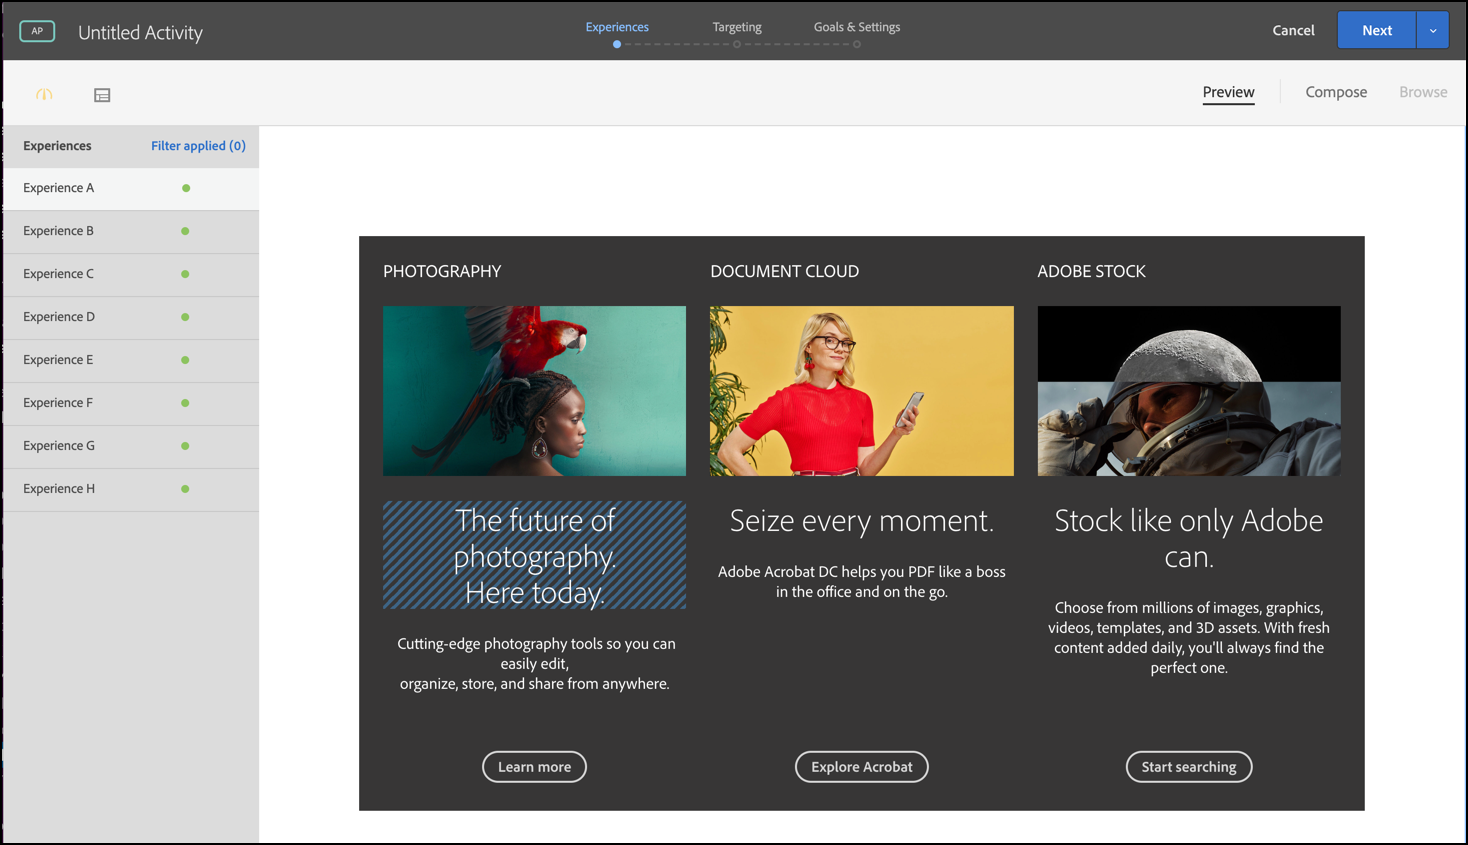 AP
Untitled Activity
Experiences
Targeting
Goals & Settings
Cancel
Next
Preview
Compose
Browse
Experiences
Filter applied (0)
Experience A
Experience B
Experience C
Experience D
Experience E
Experience F
Experience G
Experience H
PHOTOGRAPHY
The future of
photography.
Here today.
Cutting-edge photography tools so you can
easily edit,
organize, store, and share from anywhere.
Learn more
DOCUMENT CLOUD
Seize every moment.
Adobe Acrobat DC helps you PDF like a boss
in the office and on the go.
Explore Acrobat
ADOBE STOCK
Stock like only Adobe
can.
Choose from millions of images, graphics,
videos, templates, and 3D assets. With fresh
content added daily, you'll always find the
perfect one.
Start searching